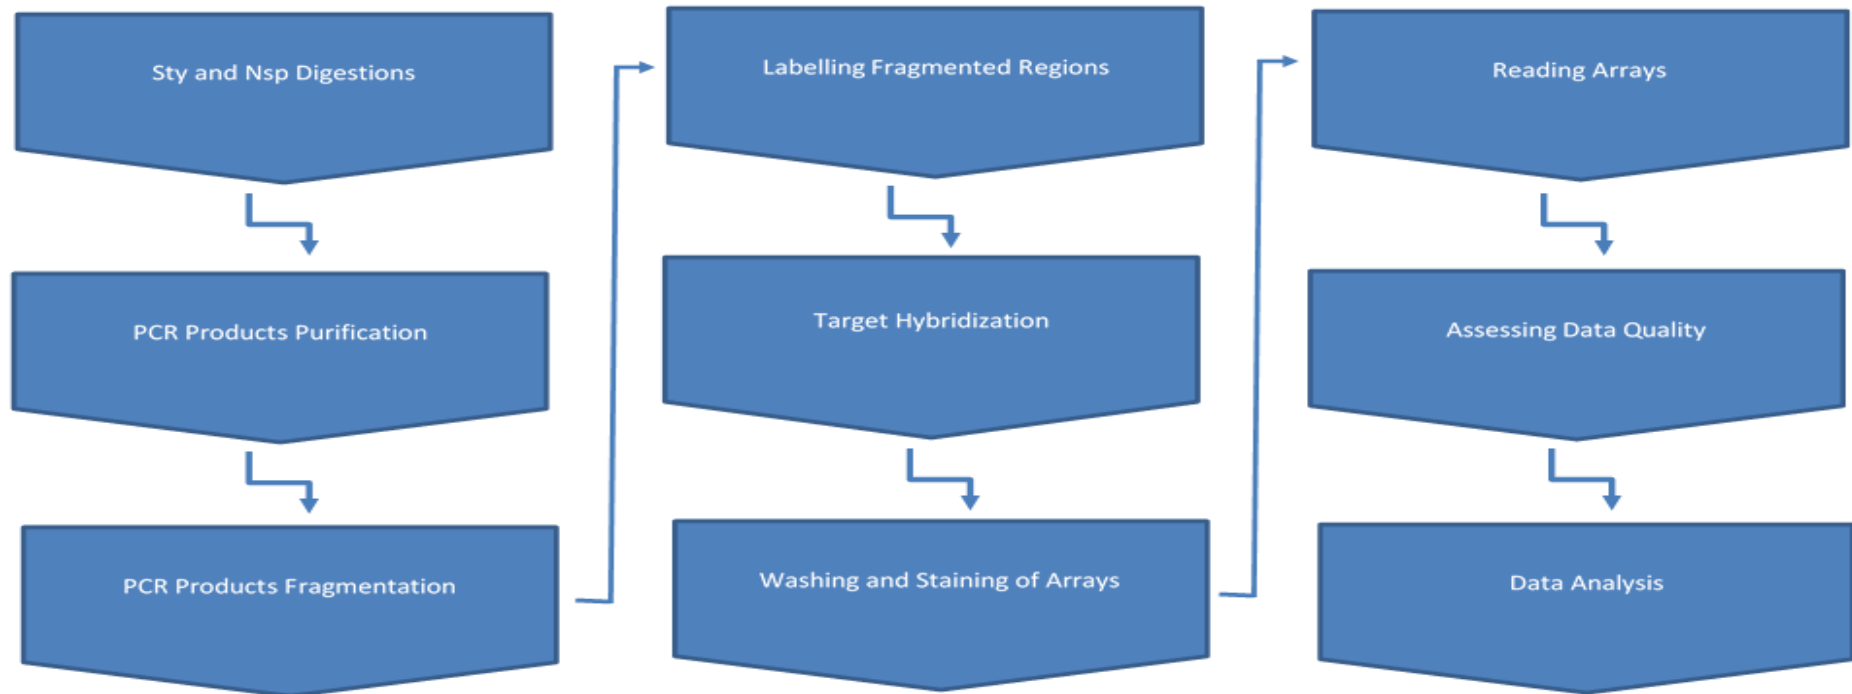 Sty and Nsp Digestions
PCR Products Purification
PCR Products Fragmentation
Labelling Fragmented Regions
Target Hybridization
Washing and Staining of Arrays
Reading Arrays
Assessing Data Quality
Data Analysis